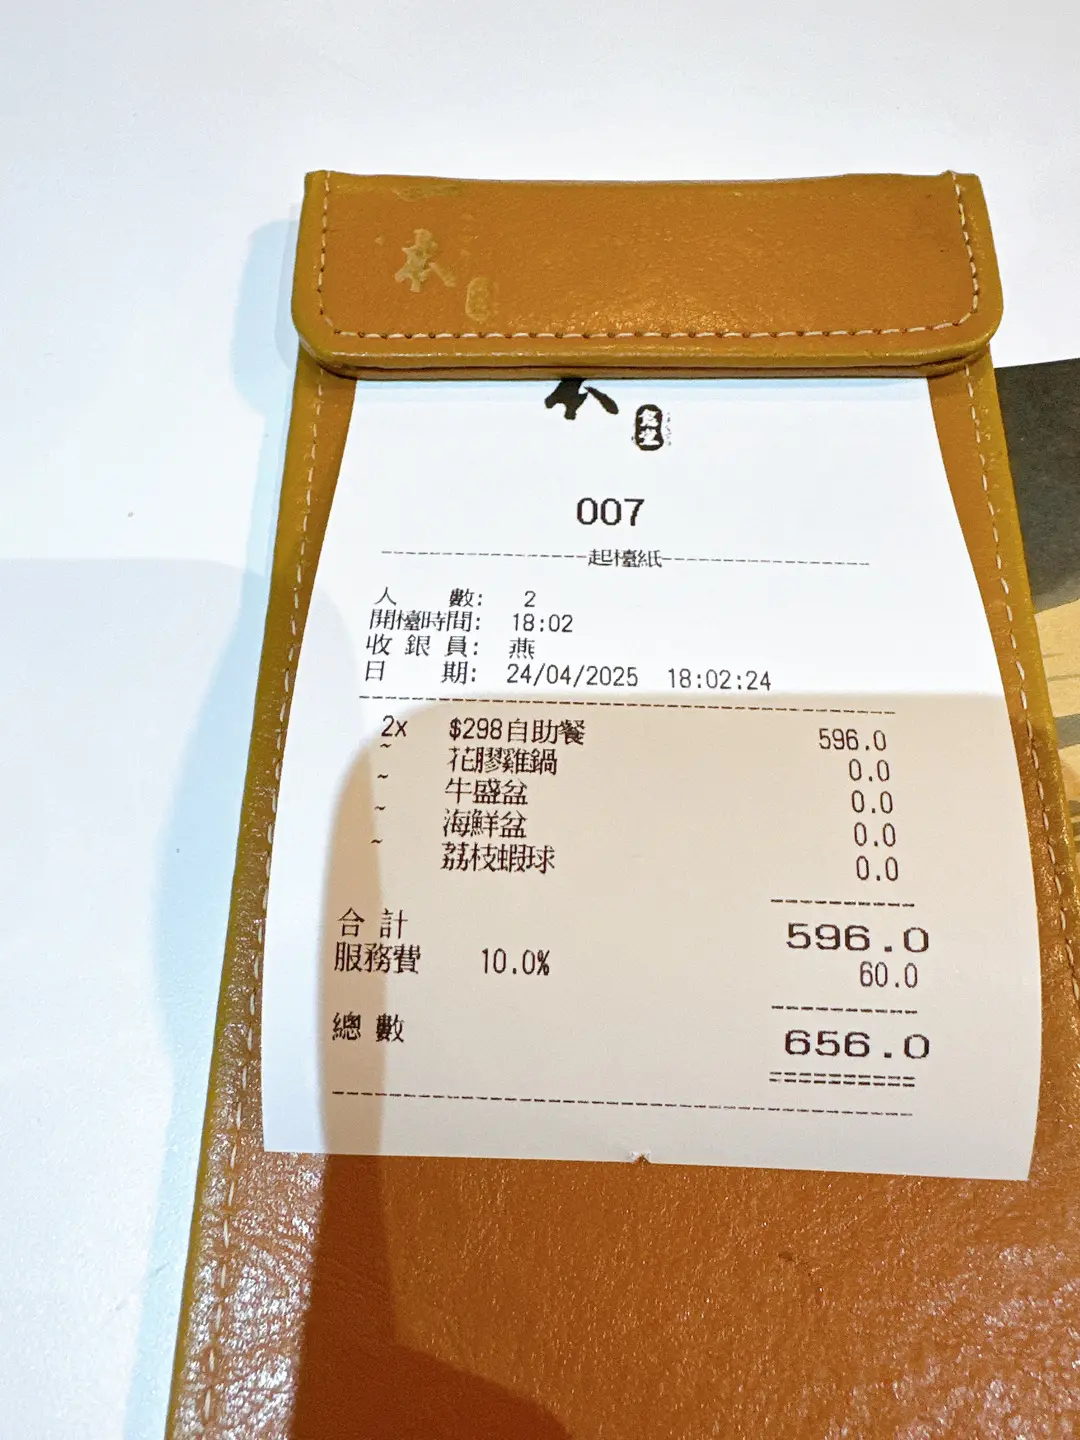 本
007
起檯紙
人 數: 2
開檯時間: 18:02
收 銀 員: 燕
日 期: 24/04/2025 18:02:24
2x $298自助餐 596.0
~ 花膠雞鍋 0.0
~ 牛盛盆 0.0
~ 海鮮盆 0.0
~ 荔枝蝦球 0.0
合 計 596.0
服務費 10.0% 60.0
總 數 656.0